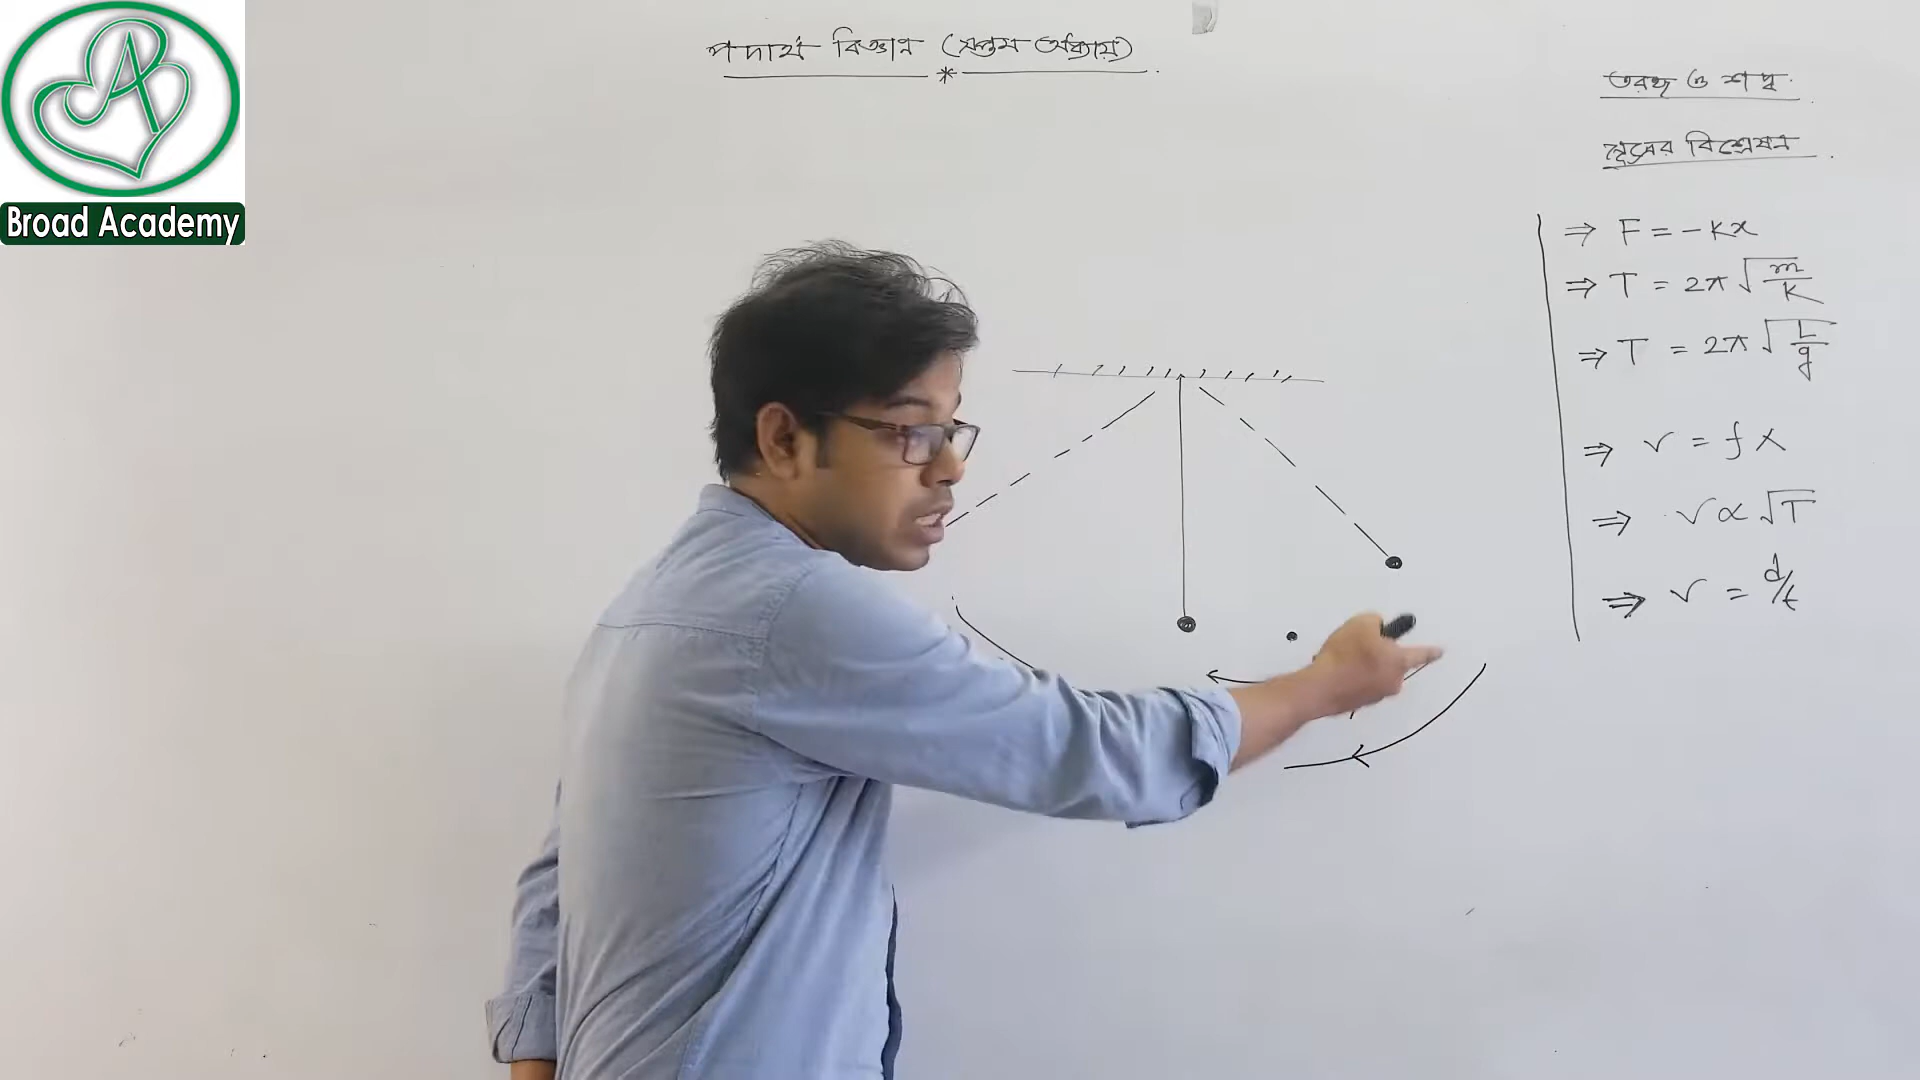 Broad Academy
পদার্থ বিজ্ঞান (সপ্তম অধ্যায়)
তরঙ্গ ও শব্দ
সূত্রের বিশ্লেষন
⇒ F = -Kx
⇒ T = 2π√(m/K)
⇒ T = 2π√(L/g)
⇒ v = fλ
⇒ v ∝ √T
⇒ v = d/t